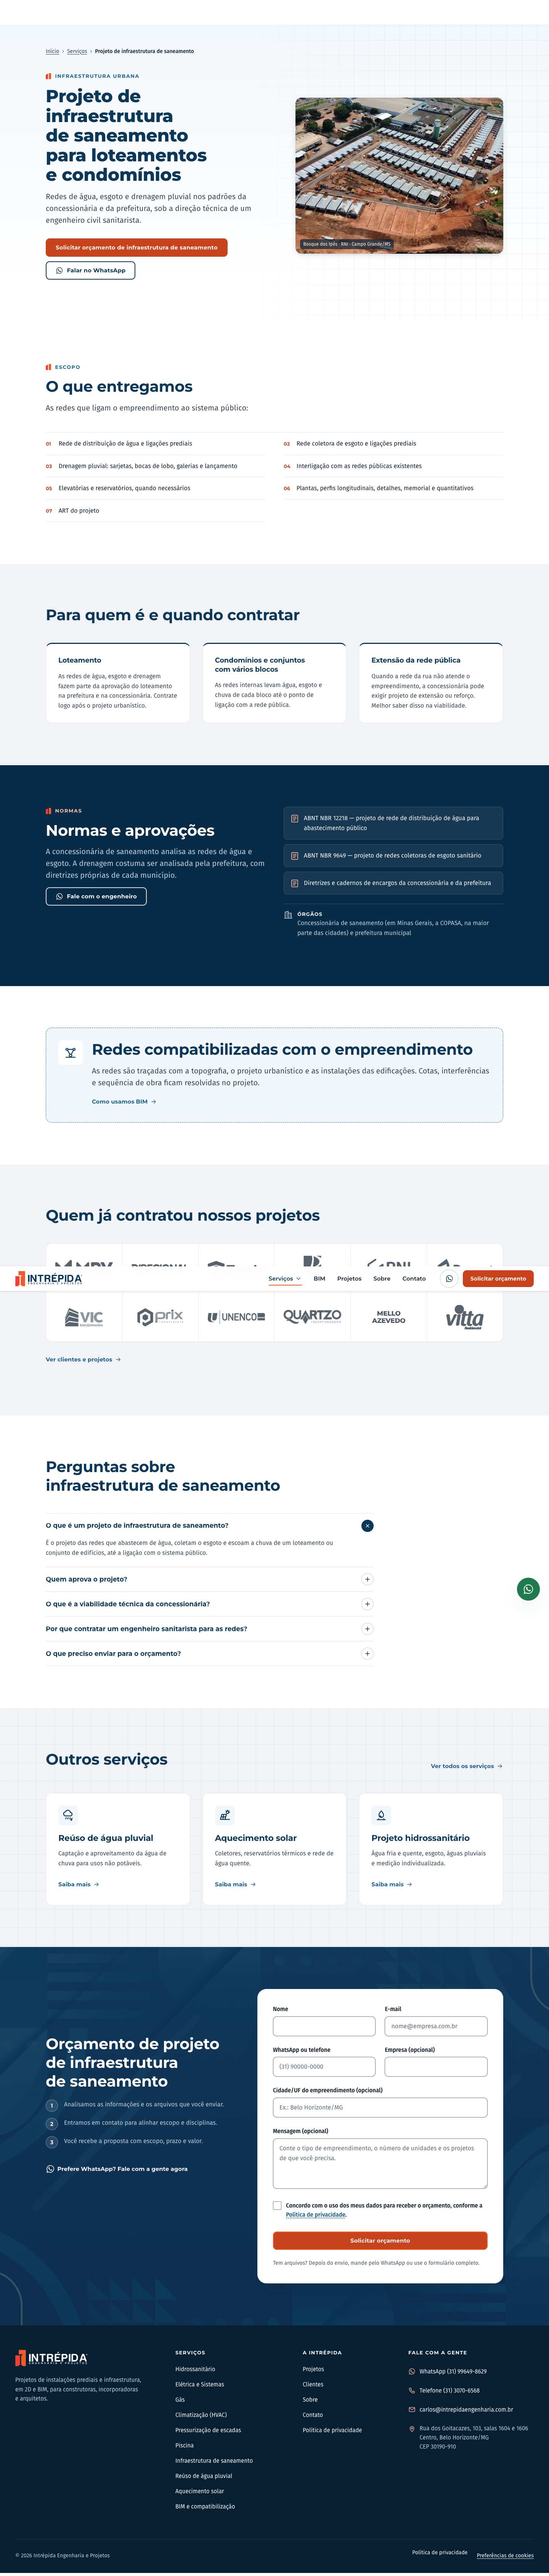 Início › Serviços › Projeto de infraestrutura de saneamento
INFRAESTRUTURA URBANA
Projeto de
infraestrutura
de saneamento
para loteamentos
e condomínios
Redes de água, esgoto e drenagem pluvial nos padrões da
concessionária e da prefeitura, sob a direção técnica de um
engenheiro civil sanitarista.
Solicitar orçamento de infraestrutura de saneamento
Falar no WhatsApp
Bosque dos Ipês · RNI · Campo Grande/MS
ESCOPO
O que entregamos
As redes que ligam o empreendimento ao sistema público:
01 Rede de distribuição de água e ligações prediais
02 Rede coletora de esgoto e ligações prediais
03 Drenagem pluvial: sarjetas, bocas de lobo, galerias e lançamento
04 Interligação com as redes públicas existentes
05 Elevatórias e reservatórios, quando necessários
06 Plantas, perfis longitudinais, detalhes, memorial e quantitativos
07 ART do projeto
Para quem é e quando contratar
Loteamento
As redes de água, esgoto e drenagem
fazem parte da aprovação do loteamento
na prefeitura e na concessionária. Contrate
logo após o projeto urbanístico.
Condomínios e conjuntos
com vários blocos
As redes internas levam água, esgoto e
chuva de cada bloco até o ponto de
ligação com a rede pública.
Extensão da rede pública
Quando a rede da rua não atende o
empreendimento, a concessionária pode
exigir projeto de extensão ou reforço.
Melhor saber disso na viabilidade.
NORMAS
Normas e aprovações
A concessionária de saneamento analisa as redes de água e
esgoto. A drenagem costuma ser analisada pela prefeitura, com
diretrizes próprias de cada município.
Fale com o engenheiro
ABNT NBR 12218 — projeto de rede de distribuição de água para
abastecimento público
ABNT NBR 9649 — projeto de redes coletoras de esgoto sanitário
Diretrizes e cadernos de encargos da concessionária e da prefeitura
ÓRGÃOS
Concessionária de saneamento (em Minas Gerais, a COPASA, na maior
parte das cidades) e prefeitura municipal
Redes compatibilizadas com o empreendimento
As redes são traçadas com a topografia, o projeto urbanístico e as instalações das edificações. Cotas, interferências
e sequência de obra ficam resolvidas no projeto.
Como usamos BIM →
Quem já contratou nossos projetos
INTRÉPIDA
Serviços
BIM
Projetos
Sobre
Contato
Solicitar orçamento
VIC
prix
UNENCO
QUARTZO
MELLO
AZEVEDO
vitta
Ver clientes e projetos →
Perguntas sobre
infraestrutura de saneamento
O que é um projeto de infraestrutura de saneamento?
É o projeto das redes que abastecem de água, coletam o esgoto e escoam a chuva de um loteamento ou
conjunto de edifícios, até a ligação com o sistema público.
Quem aprova o projeto?
O que é a viabilidade técnica da concessionária?
Por que contratar um engenheiro sanitarista para as redes?
O que preciso enviar para o orçamento?
Outros serviços
Ver todos os serviços →
Reúso de água pluvial
Captação e aproveitamento da água de
chuva para usos não potáveis.
Saiba mais →
Aquecimento solar
Coletores, reservatórios térmicos e rede de
água quente.
Saiba mais →
Projeto hidrossanitário
Água fria e quente, esgoto, águas pluviais
e medição individualizada.
Saiba mais →
Orçamento de projeto
de infraestrutura
de saneamento
1 Analisamos as informações e os arquivos que você enviar.
2 Entramos em contato para alinhar escopo e disciplinas.
3 Você recebe a proposta com escopo, prazo e valor.
Prefere WhatsApp? Fale com a gente agora
Nome
E-mail
nome@empresa.com.br
WhatsApp ou telefone
(31) 90000-0000
Empresa (opcional)
Cidade/UF do empreendimento (opcional)
Ex.: Belo Horizonte/MG
Mensagem (opcional)
Conte o tipo de empreendimento, o número de unidades e os projetos
de que você precisa.
Concordo com o uso dos meus dados para receber o orçamento, conforme a
Política de privacidade.
Solicitar orçamento
Tem arquivos? Depois do envio, mande pelo WhatsApp ou use o formulário completo.
INTRÉPIDA
Projetos de instalações prediais e infraestrutura,
em 2D e BIM, para construtoras, incorporadoras
e arquitetos.
SERVIÇOS
Hidrossanitário
Elétrica e Sistemas
Gás
Climatização (HVAC)
Pressurização de escadas
Piscina
Infraestrutura de saneamento
Reúso de água pluvial
Aquecimento solar
BIM e compatibilização
A INTRÉPIDA
Projetos
Clientes
Sobre
Contato
Política de privacidade
FALE COM A GENTE
WhatsApp (31) 99649-8629
Telefone (31) 3070-6568
carlos@intrepidaengenharia.com.br
Rua dos Goitacazes, 103, salas 1604 e 1606
Centro, Belo Horizonte/MG
CEP 30190-910
© 2026 Intrépida Engenharia e Projetos
Política de privacidade
Preferências de cookies